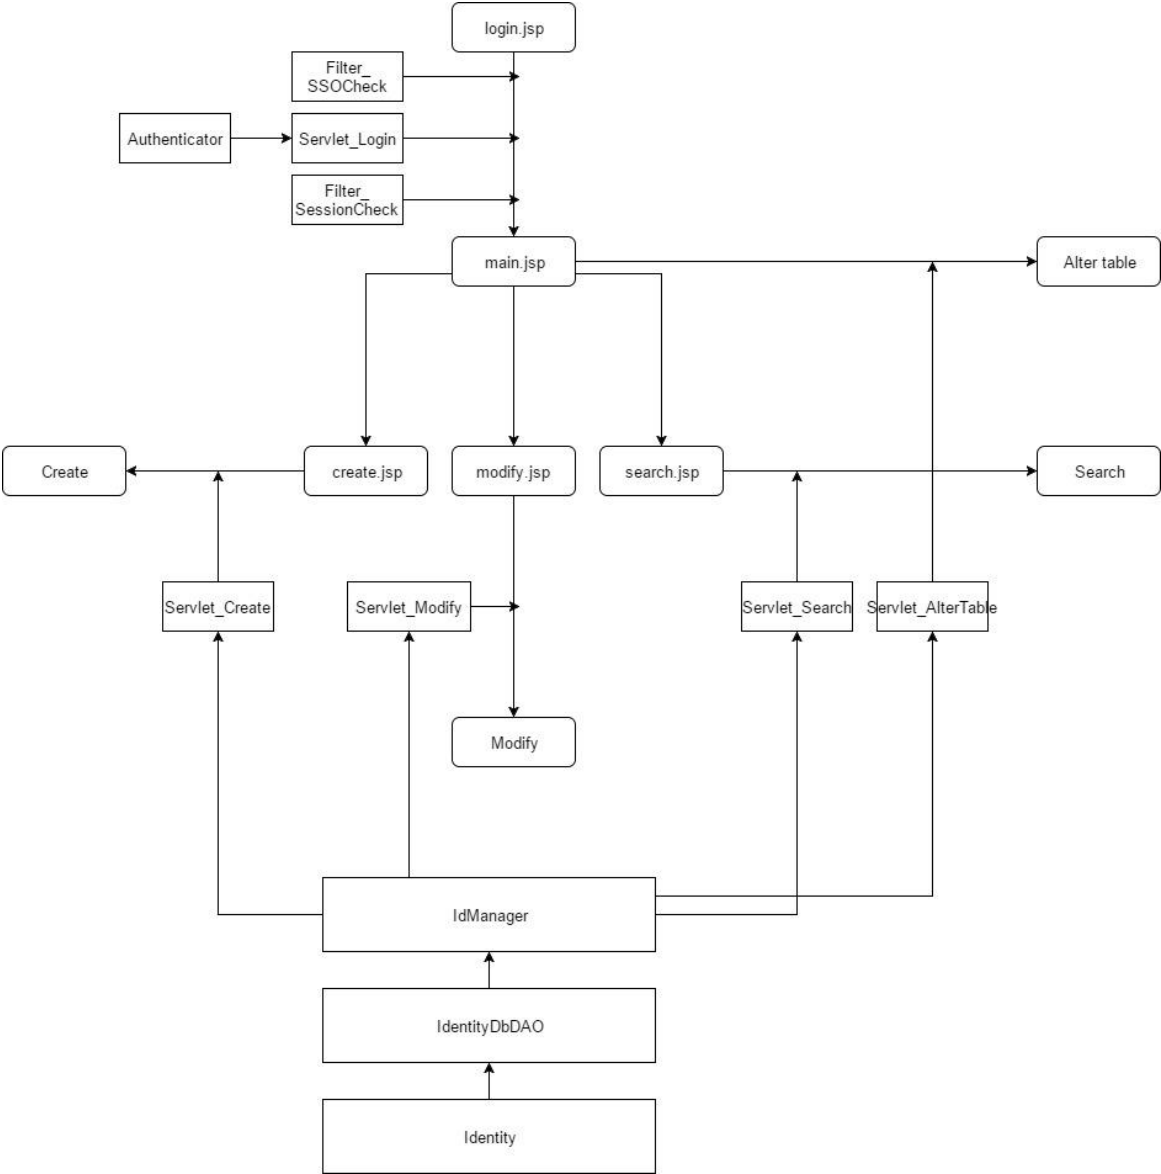 login.jsp
Filter_
SSOCheck
Authenticator
Servlet_Login
Filter_
SessionCheck
main.jsp
Alter table
Create
create.jsp
modify.jsp
search.jsp
Search
Servlet_Create
Servlet_Modify
Servlet_Search
Servlet_AlterTable
Modify
IdManager
IdentityDbDAO
Identity